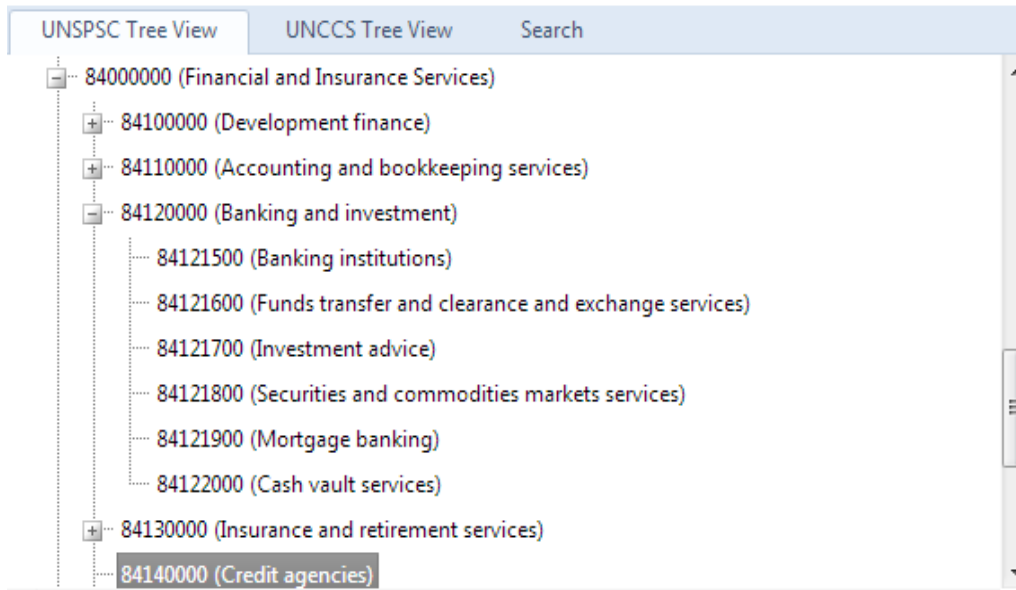 UNSPSC Tree View UNCCS Tree View Search
84000000 (Financial and Insurance Services)
84100000 (Development finance)
84110000 (Accounting and bookkeeping services)
84120000 (Banking and investment)
84121500 (Banking institutions)
84121600 (Funds transfer and clearance and exchange services)
84121700 (Investment advice)
84121800 (Securities and commodities markets services)
84121900 (Mortgage banking)
84122000 (Cash vault services)
84130000 (Insurance and retirement services)
84140000 (Credit agencies)